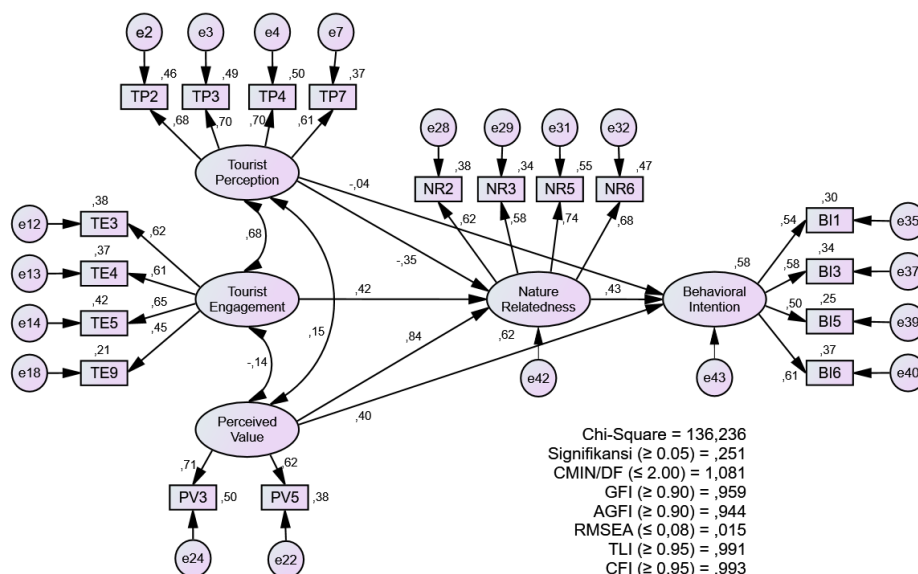 e2 e3 e4 e7
,46 ,49 ,50 ,37
TP2 TP3 TP4 TP7
,68 ,70 ,70 ,61
Tourist
Perception
e28 e29 e31 e32
,38 ,34 ,55 ,47
NR2 NR3 NR5 NR6
,62 ,58 ,74 ,68
-,04
-,35
,68
,15
,38
e12 TE3 ,62
,37
e13 TE4 ,61
,42
e14 TE5 ,65
,21
e18 TE9 ,45
Tourist
Engagement
,42
Nature
Relatedness
,62
e42
,43
,58
Behavioral
Intention
e43
,30
,54 BI1 e35
,34
,58 BI3 e37
,25
,50 BI5 e39
,37
,61 BI6 e40
-,14
,84
,40
Perceived
Value
,71 ,62
PV3 ,50 PV5 ,38
e24 e22
Chi-Square = 136,236
Signifikansi (≥ 0.05) = ,251
CMIN/DF (≤ 2.00) = 1,081
GFI (≥ 0.90) = ,959
AGFI (≥ 0.90) = ,944
RMSEA (≤ 0,08) = ,015
TLI (≥ 0.95) = ,991
CFI (≥ 0.95) = ,993